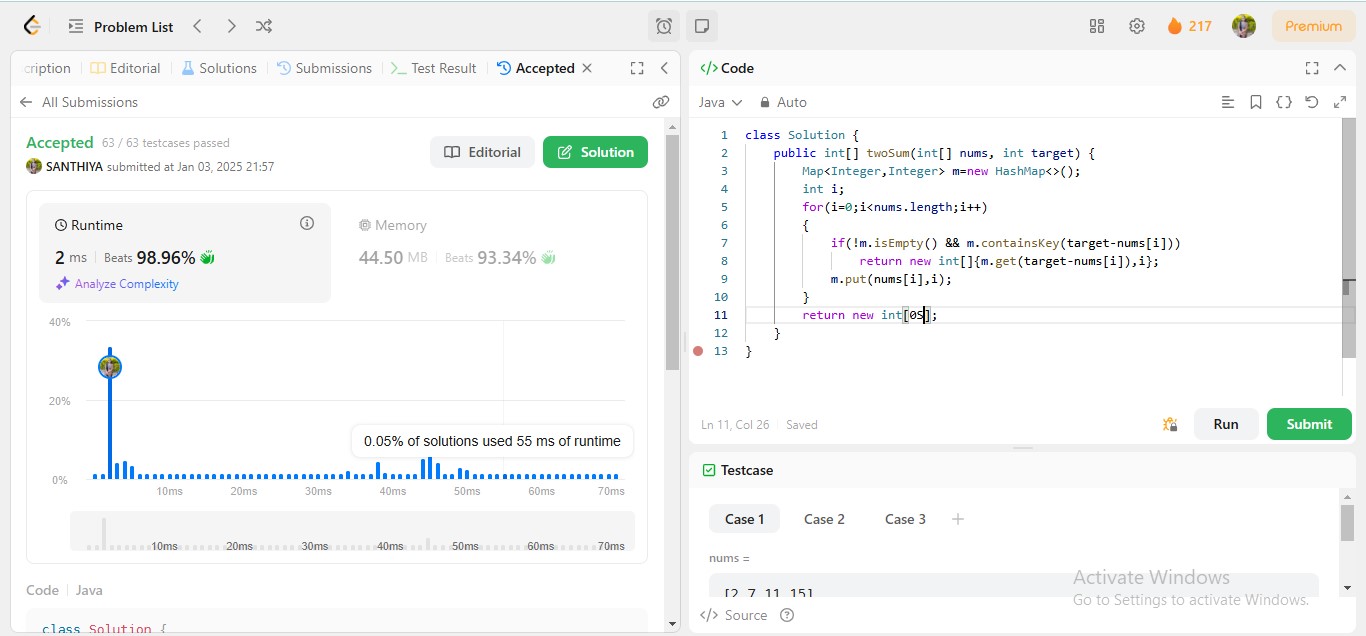 Problem List
217
Premium
cription
Editorial
Solutions
Submissions
Test Result
Accepted
All Submissions
Accepted 63 / 63 testcases passed
SANTHIYA submitted at Jan 03, 2025 21:57
Editorial
Solution
Runtime
2 ms Beats 98.96%
Analyze Complexity
Memory
44.50 MB Beats 93.34%
40%
20%
0%
0.05% of solutions used 55 ms of runtime
10ms 20ms 30ms 40ms 50ms 60ms 70ms
10ms 20ms 30ms 40ms 50ms 60ms 70ms
Code Java
class Solution {
</> Code
Java Auto
1 class Solution {
2 public int[] twoSum(int[] nums, int target) {
3 Map<Integer,Integer> m=new HashMap<>();
4 int i;
5 for(i=0;i<nums.length;i++)
6 {
7 if(!m.isEmpty() && m.containsKey(target-nums[i]))
8 return new int[]{m.get(target-nums[i]),i};
9 m.put(nums[i],i);
10 }
11 return new int[0S];
12 }
13 }
Ln 11, Col 26 Saved
Run
Submit
Testcase
Case 1 Case 2 Case 3 +
nums =
[2,7,11,15]
</> Source ?
Activate Windows
Go to Settings to activate Windows.